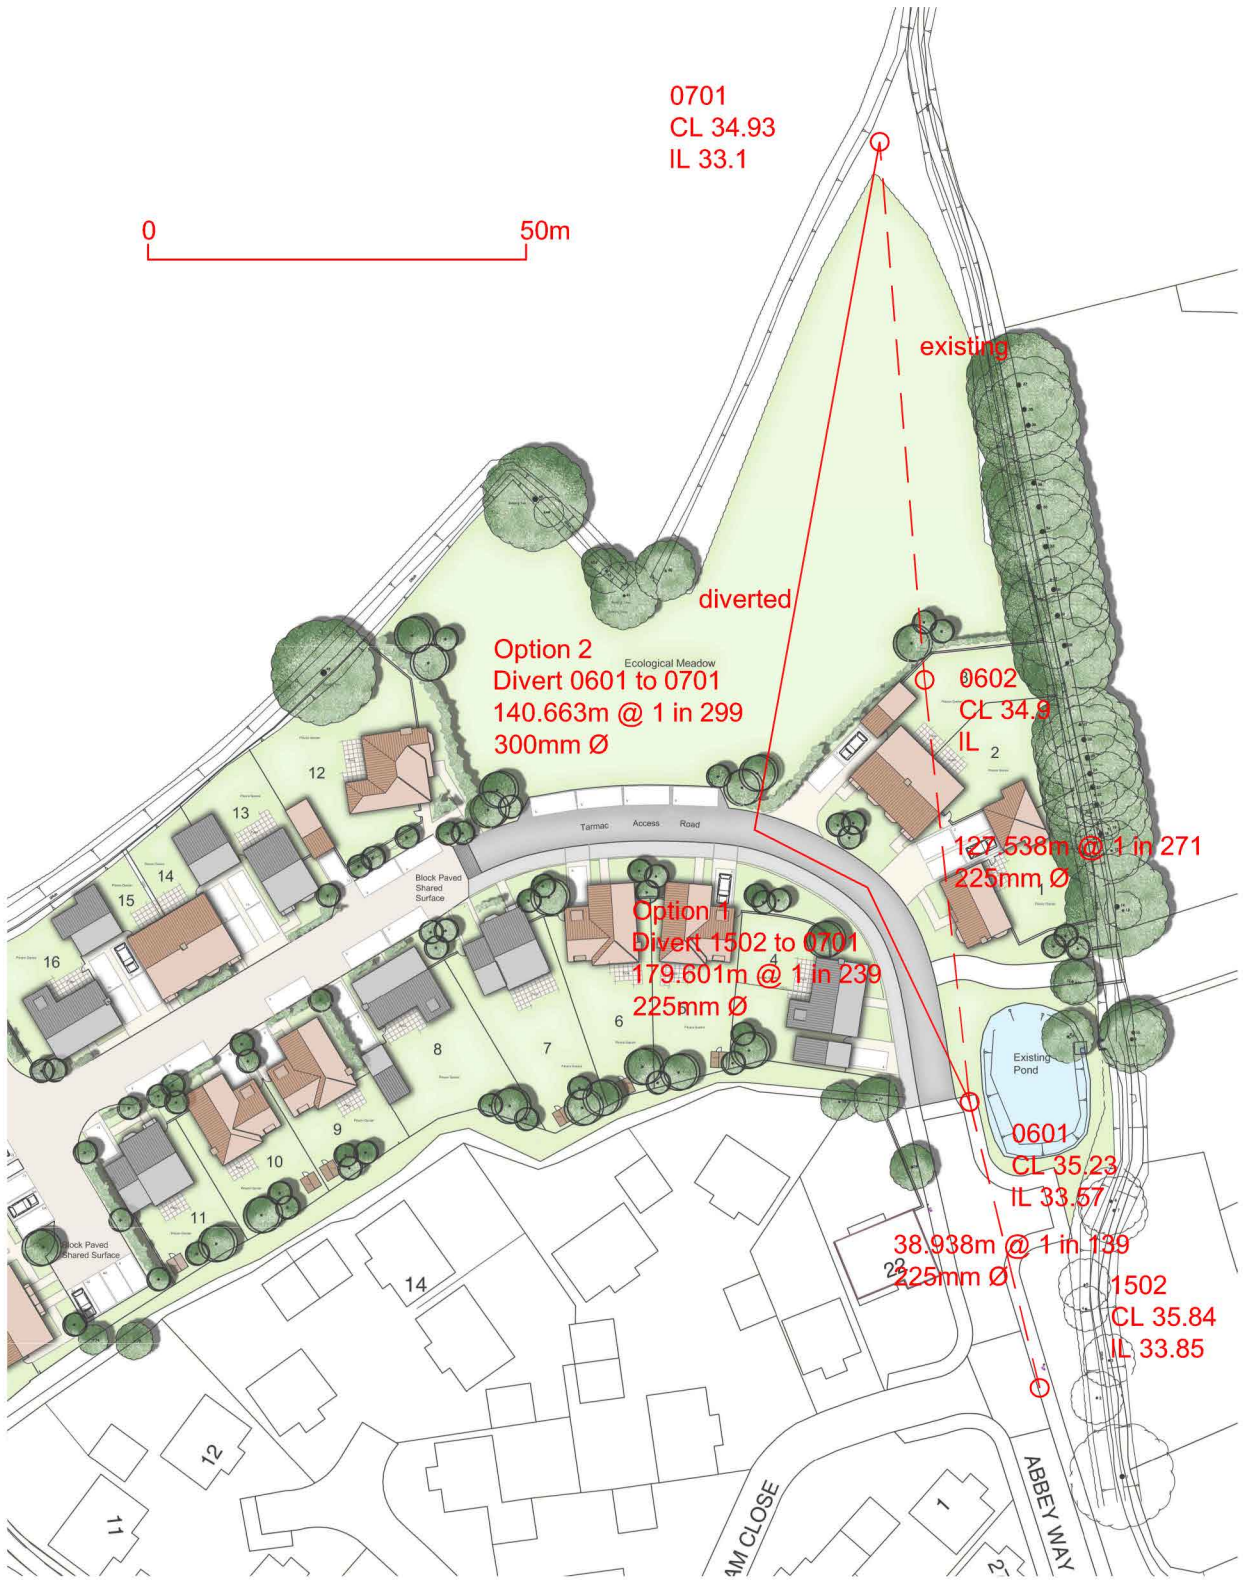 0701
CL 34.93
IL 33.1
0
50m
existing
diverted
Option 2
Divert 0601 to 0701
140.663m @ 1 in 299
300mm Ø
Ecological Meadow
0602
CL 34.9
IL
3
2
12
13
14
15
16
Tarmac Access Road
127.538m @ 1 in 271
225mm Ø
1
Block Paved
Shared
Surface
Option 1
Divert 1502 to 0701
179.601m @ 1 in 239
225mm Ø
4
5
6
7
8
9
10
11
Existing
Pond
0601
CL 35.23
IL 33.57
38.938m @ 1 in 139
225mm Ø
22
Block Paved
Shared Surface
14
1502
CL 35.84
IL 33.85
12
11
1
AM CLOSE
ABBEY WAY